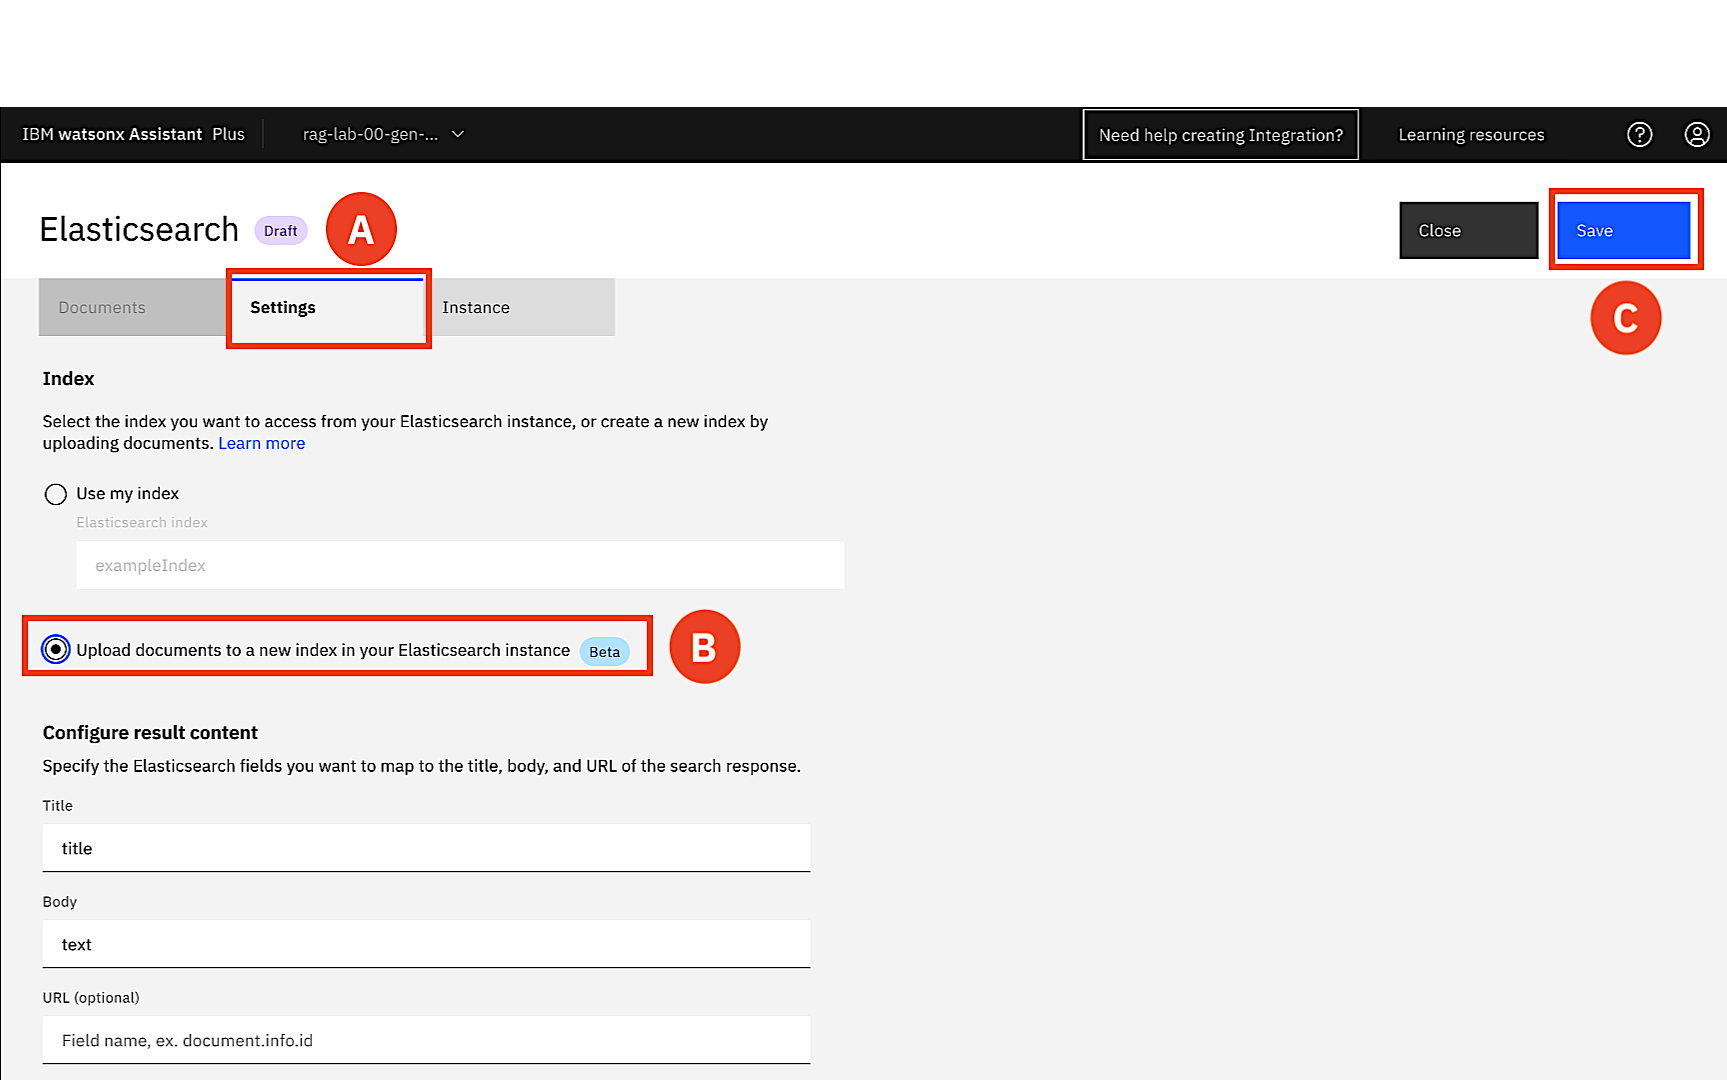 IBM watsonx Assistant Plus
rag-lab-00-gen-...
Need help creating Integration?
Learning resources
Elasticsearch
Draft
A
Close
Save
Documents
Settings
Instance
C
Index
Select the index you want to access from your Elasticsearch instance, or create a new index by
uploading documents. Learn more
Use my index
Elasticsearch index
exampleIndex
Upload documents to a new index in your Elasticsearch instance
Beta
B
Configure result content
Specify the Elasticsearch fields you want to map to the title, body, and URL of the search response.
Title
title
Body
text
URL (optional)
Field name, ex. document.info.id